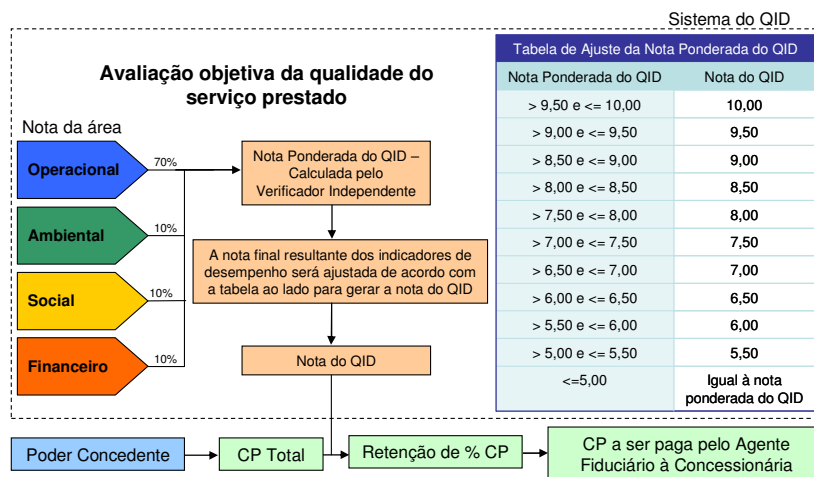 Sistema do QID
Avaliação objetiva da qualidade do
serviço prestado
Nota da área
Operacional
70%
Ambiental
10%
Social
10%
Financeiro
10%
Nota Ponderada do QID –
Calculada pelo
Verificador Independente
A nota final resultante dos indicadores de
desempenho será ajustada de acordo com
a tabela ao lado para gerar a nota do QID
Nota do QID
Tabela de Ajuste da Nota Ponderada do QID
Nota Ponderada do QID Nota do QID
> 9,50 e <= 10,00 10,00
> 9,00 e <= 9,50 9,50
> 8,50 e <= 9,00 9,00
> 8,00 e <= 8,50 8,50
> 7,50 e <= 8,00 8,00
> 7,00 e <= 7,50 7,50
> 6,50 e <= 7,00 7,00
> 6,00 e <= 6,50 6,50
> 5,50 e <= 6,00 6,00
> 5,00 e <= 5,50 5,50
<=5,00 Igual à nota
ponderada do QID
Poder Concedente
CP Total
Retenção de % CP
CP a ser paga pelo Agente
Fiduciário à Concessionária